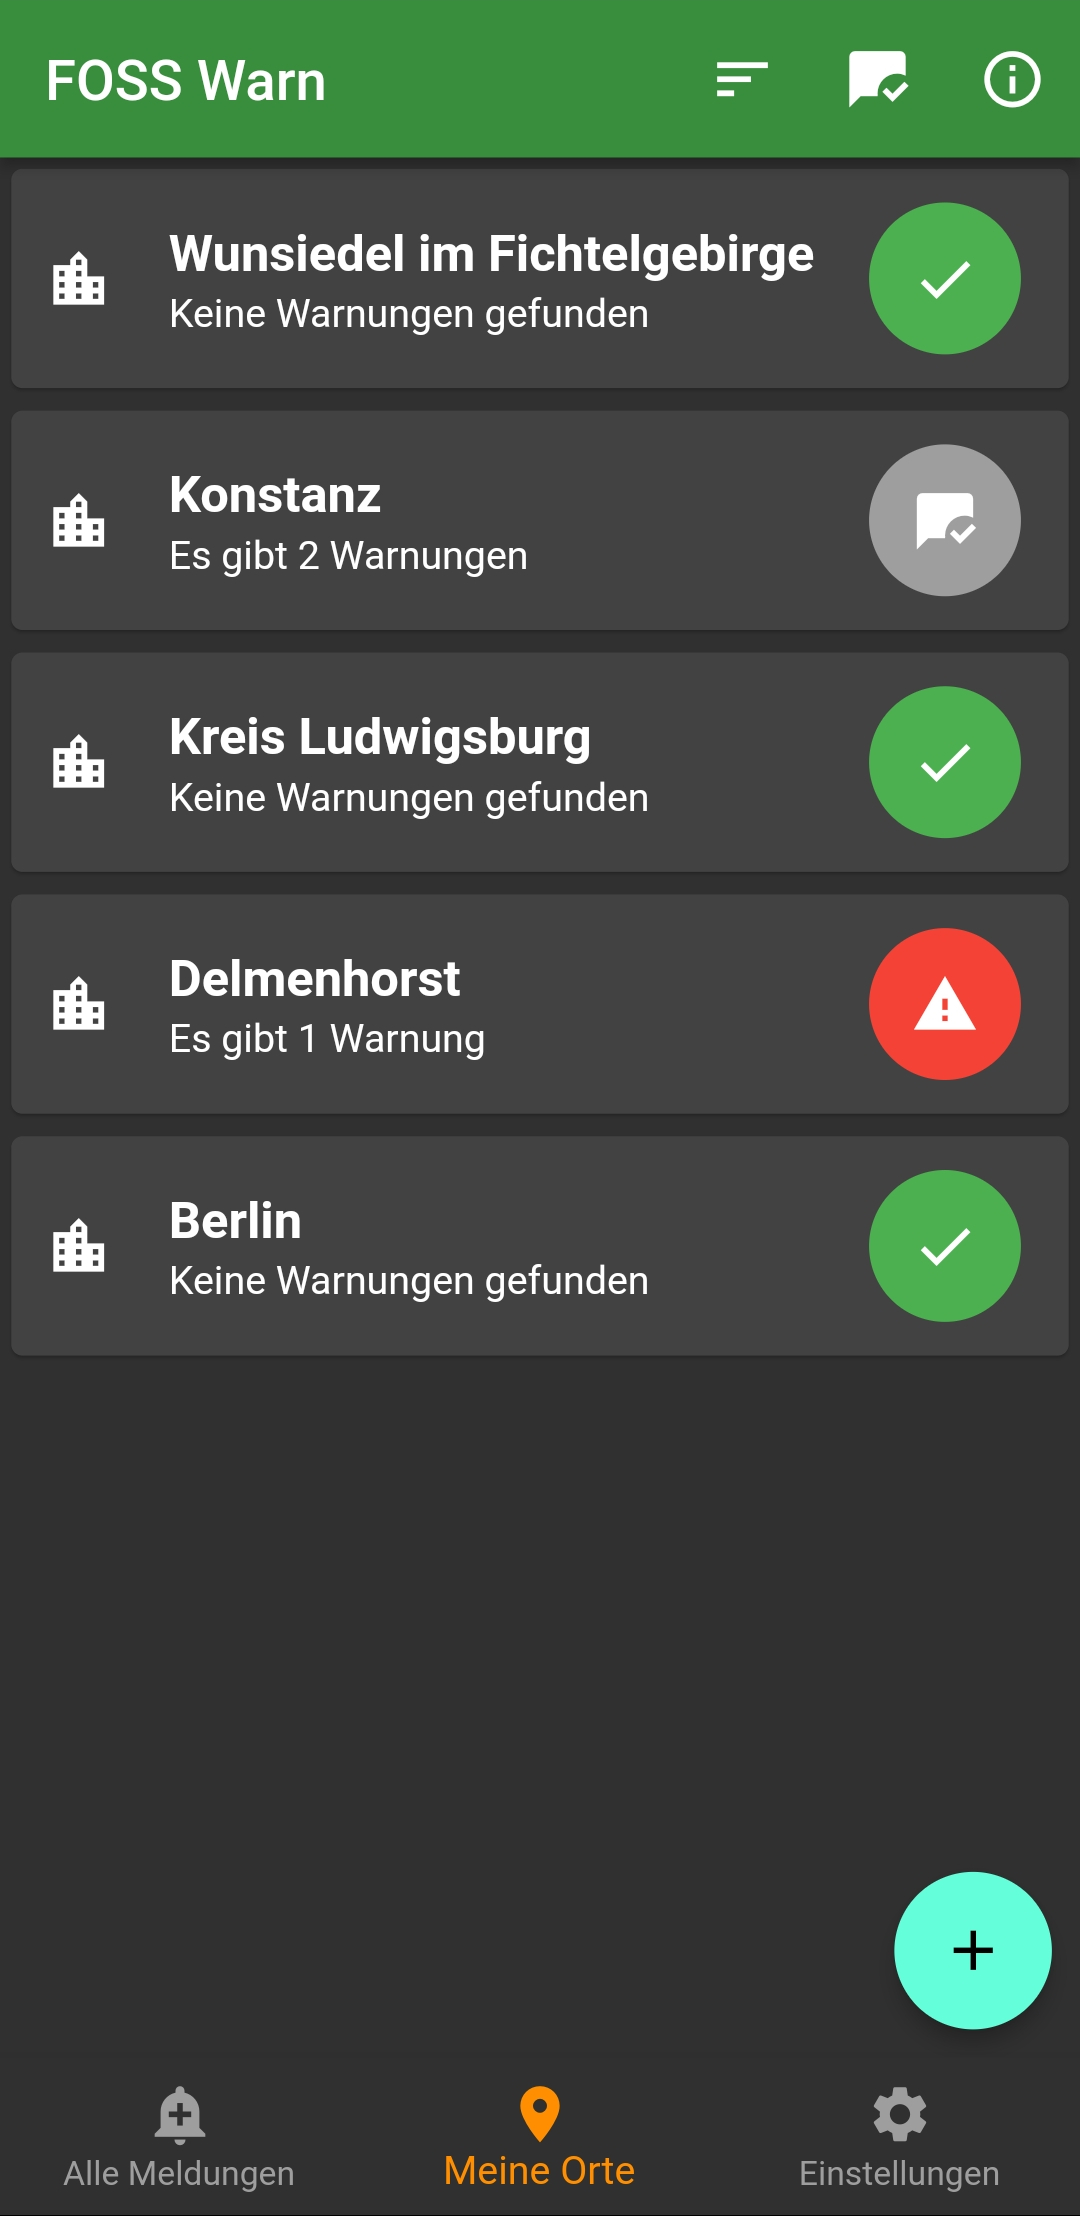 FOSS Warn
Wunsiedel im Fichtelgebirge
Keine Warnungen gefunden
Konstanz
Es gibt 2 Warnungen
Kreis Ludwigsburg
Keine Warnungen gefunden
Delmenhorst
Es gibt 1 Warnung
Berlin
Keine Warnungen gefunden
Alle Meldungen
Meine Orte
Einstellungen